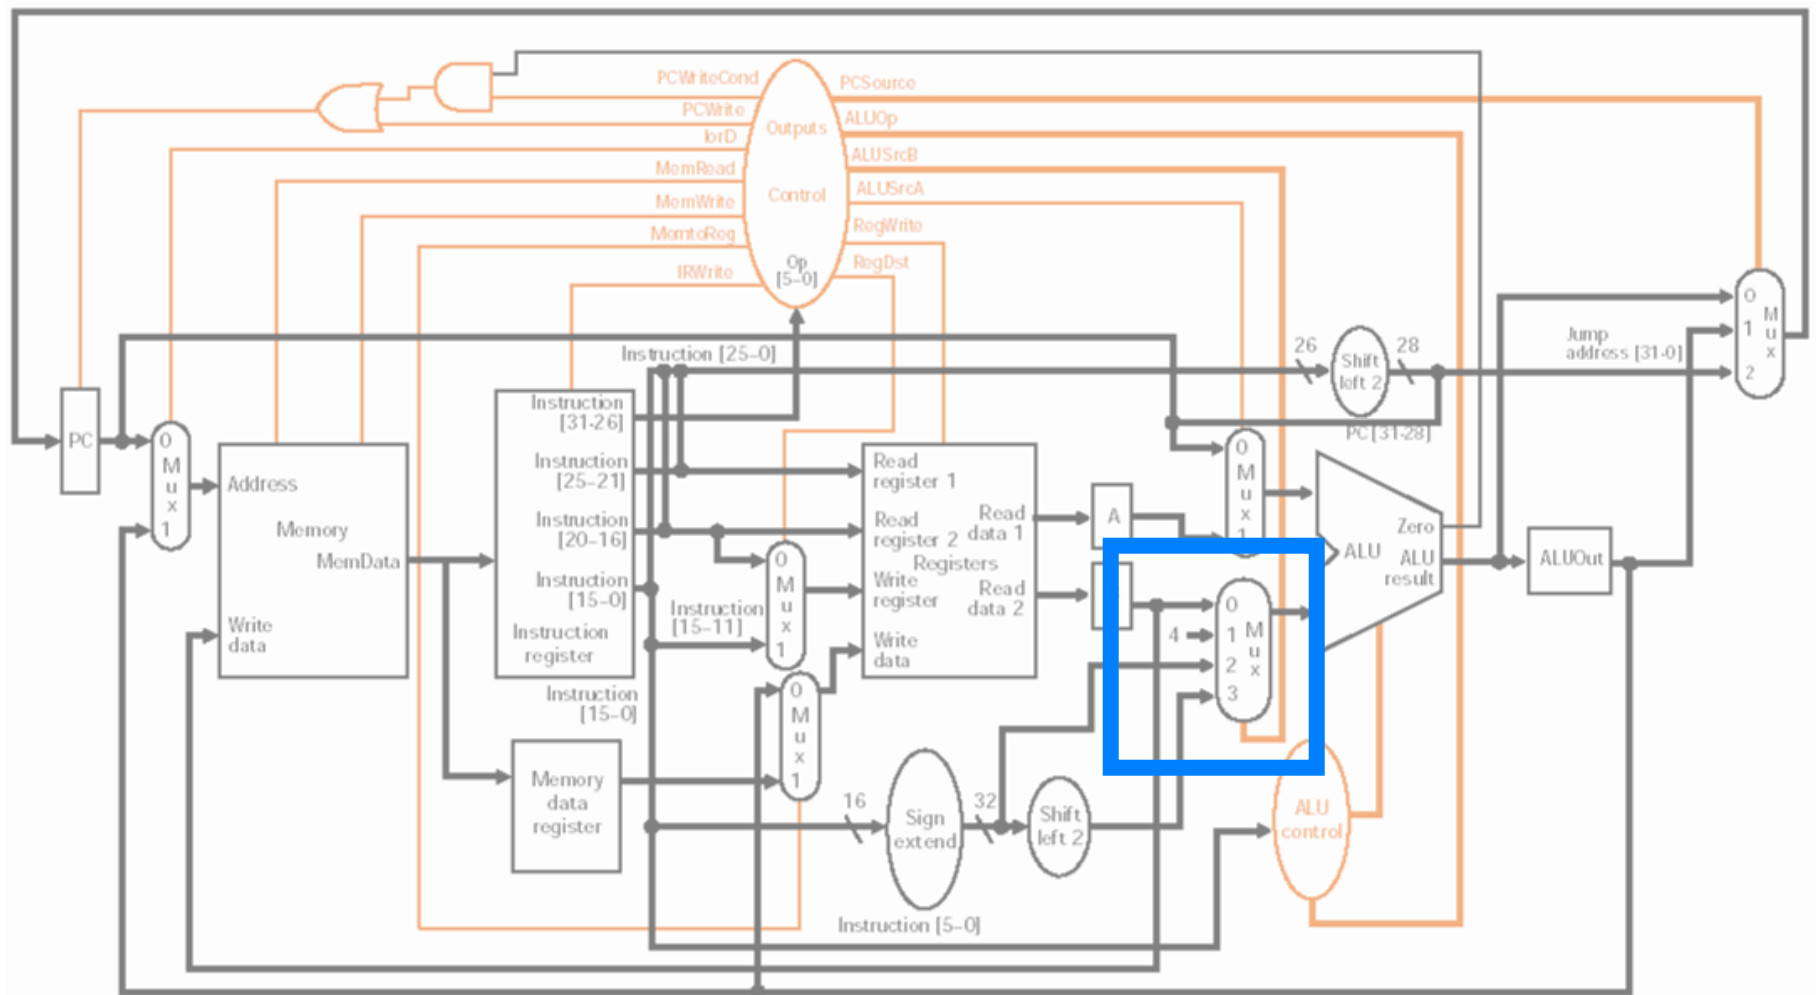 PCWriteCond
PCWrite
IorD
MemRead
MemWrite
MemtoReg
IRWrite
Outputs
Control
Op
[5–0]
PCSource
ALUOp
ALUSrcB
ALUSrcA
RegWrite
RegDst
Instruction [25–0]
26
Shift
left 2
28
Jump
address [31-0]
0
1
2
M
u
x
PC [31-28]
PC
0
M
u
x
1
Address
Memory
MemData
Write
data
Instruction
[31-26]
Instruction
[25–21]
Instruction
[20–16]
Instruction
[15–0]
Instruction
register
Instruction
[15–0]
Instruction
[15–11]
0
M
u
x
1
0
M
u
x
1
Memory
data
register
Read
register 1
Read
register 2
Write
register
Write
data
Registers
Read
data 1
Read
data 2
A
0
M
u
x
1
4
0
1
2
3
M
u
x
ALU
Zero
ALU
result
ALUOut
16
Sign
extend
32
Shift
left 2
ALU
control
Instruction [5–0]